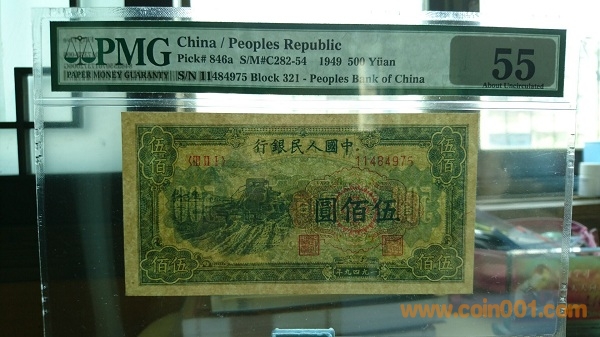 PMG
PAPER MONEY GUARANTY
China / Peoples Republic
Pick# 846a S/M#C282-54 1949 500 Yüan
S/N 11484975 Block 321 - Peoples Bank of China
55
About Uncirculated
行銀民人國中
11484975
伍佰
伍佰
圓佰伍
500
伍佰
伍佰
年九四九一
www.coin001.com